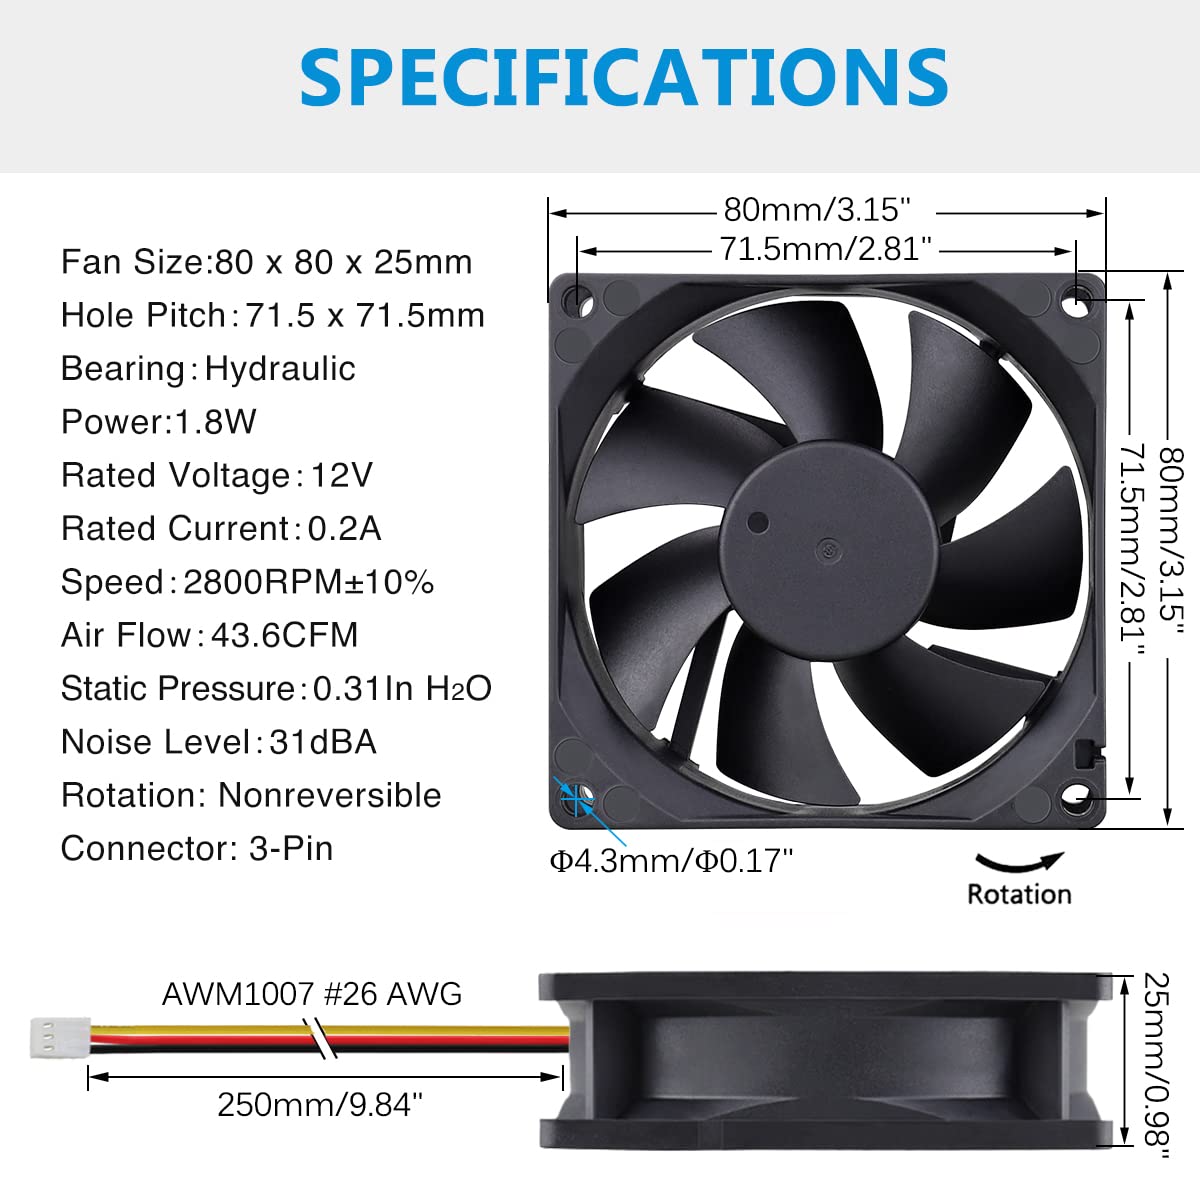 SPECIFICATIONS
Fan Size:80 x 80 x 25mm
Hole Pitch:71.5 x 71.5mm
Bearing:Hydraulic
Power:1.8W
Rated Voltage:12V
Rated Current:0.2A
Speed:2800RPM±10%
Air Flow:43.6CFM
Static Pressure:0.31In H2O
Noise Level:31dBA
Rotation: Nonreversible
Connector: 3-Pin
80mm/3.15"
71.5mm/2.81"
71.5mm/2.81"
80mm/3.15"
Φ4.3mm/Φ0.17"
Rotation
AWM1007 #26 AWG
250mm/9.84"
25mm/0.98"